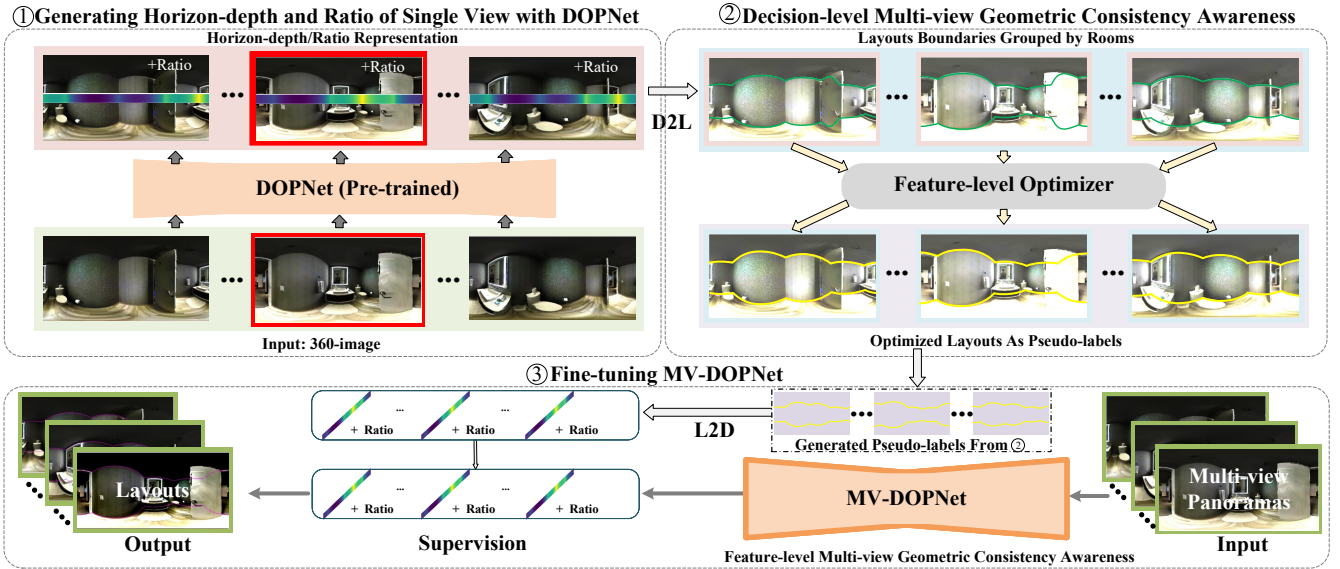 ①Generating Horizon-depth and Ratio of Single View with DOPNet
Horizon-depth/Ratio Representation
+Ratio
+Ratio
+Ratio
DOPNet (Pre-trained)
Input: 360-image
D2L
②Decision-level Multi-view Geometric Consistency Awareness
Layouts Boundaries Grouped by Rooms
Feature-level Optimizer
Optimized Layouts As Pseudo-labels
③Fine-tuning MV-DOPNet
Layouts
Output
... ...
+ Ratio + Ratio + Ratio
... ...
+ Ratio + Ratio + Ratio
Supervision
L2D
Generated Pseudo-labels From ②
MV-DOPNet
Feature-level Multi-view Geometric Consistency Awareness
Multi-view
Panoramas
Input